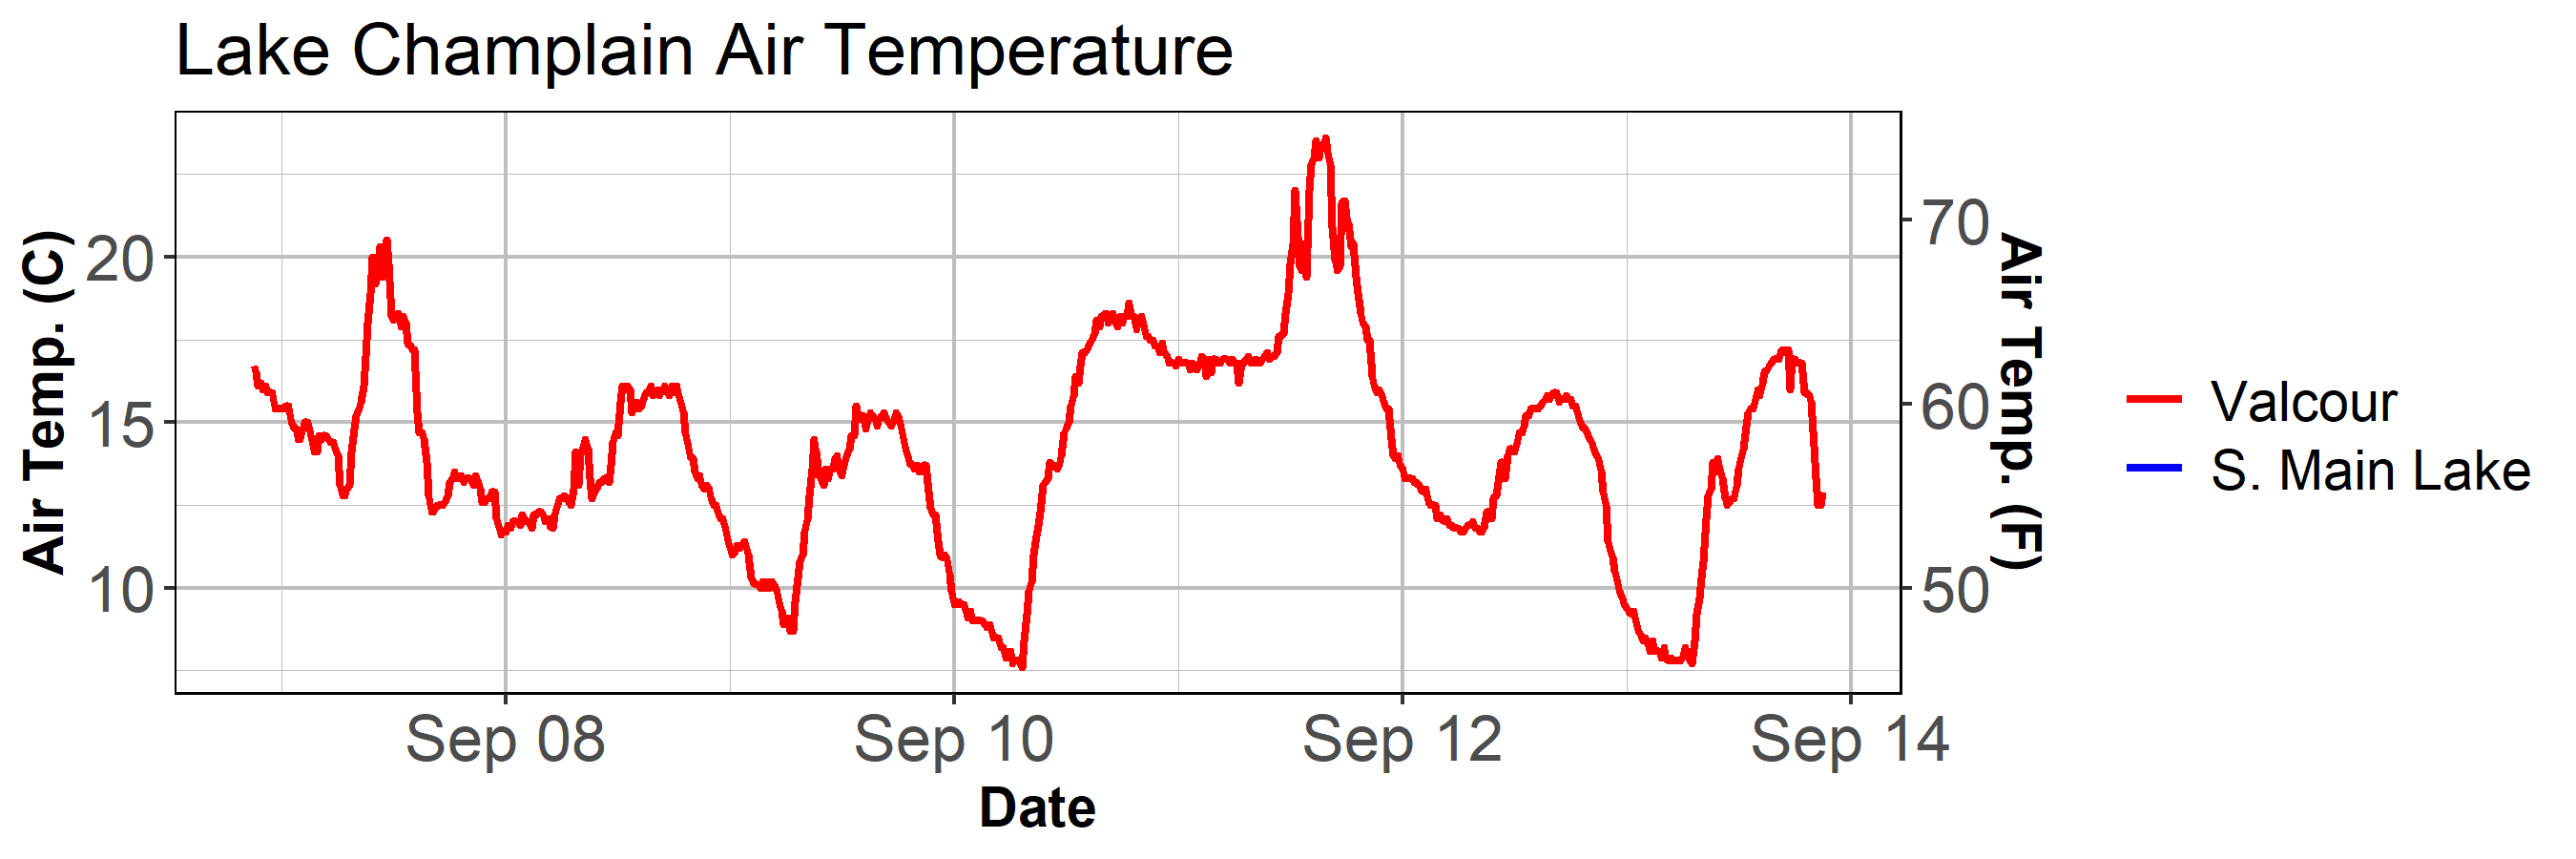 Lake Champlain Air Temperature
Air Temp. (C)
20
15
10
70
60
50
Air Temp. (F)
Sep 08 Sep 10 Sep 12 Sep 14
Date
Valcour
S. Main Lake